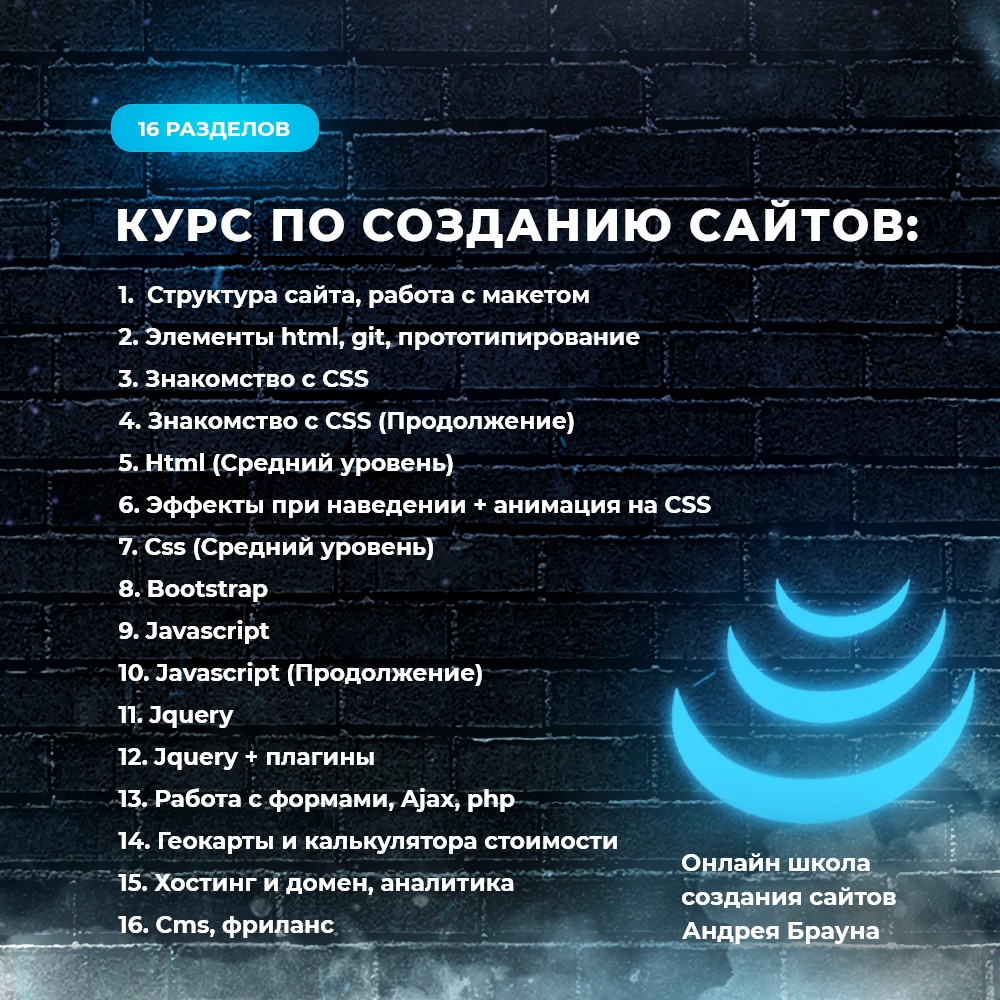 16 РАЗДЕЛОВ
КУРС ПО СОЗДАНИЮ САЙТОВ:
1. Структура сайта, работа с макетом
2. Элементы html, git, прототипирование
3. Знакомство с CSS
4. Знакомство с CSS (Продолжение)
5. Html (Средний уровень)
6. Эффекты при наведении + анимация на CSS
7. Css (Средний уровень)
8. Bootstrap
9. Javascript
10. Javascript (Продолжение)
11. Jquery
12. Jquery + плагины
13. Работа с формами, Ajax, php
14. Геокарты и калькулятора стоимости
15. Хостинг и домен, аналитика
16. Cms, фриланс
Онлайн школа
создания сайтов
Андрея Брауна